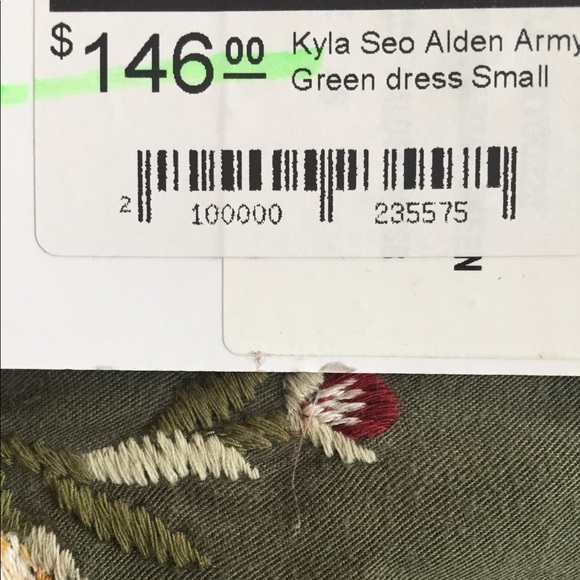 $146.00 Kyla Seo Alden Army
Green dress Small
2 100000 235575
N